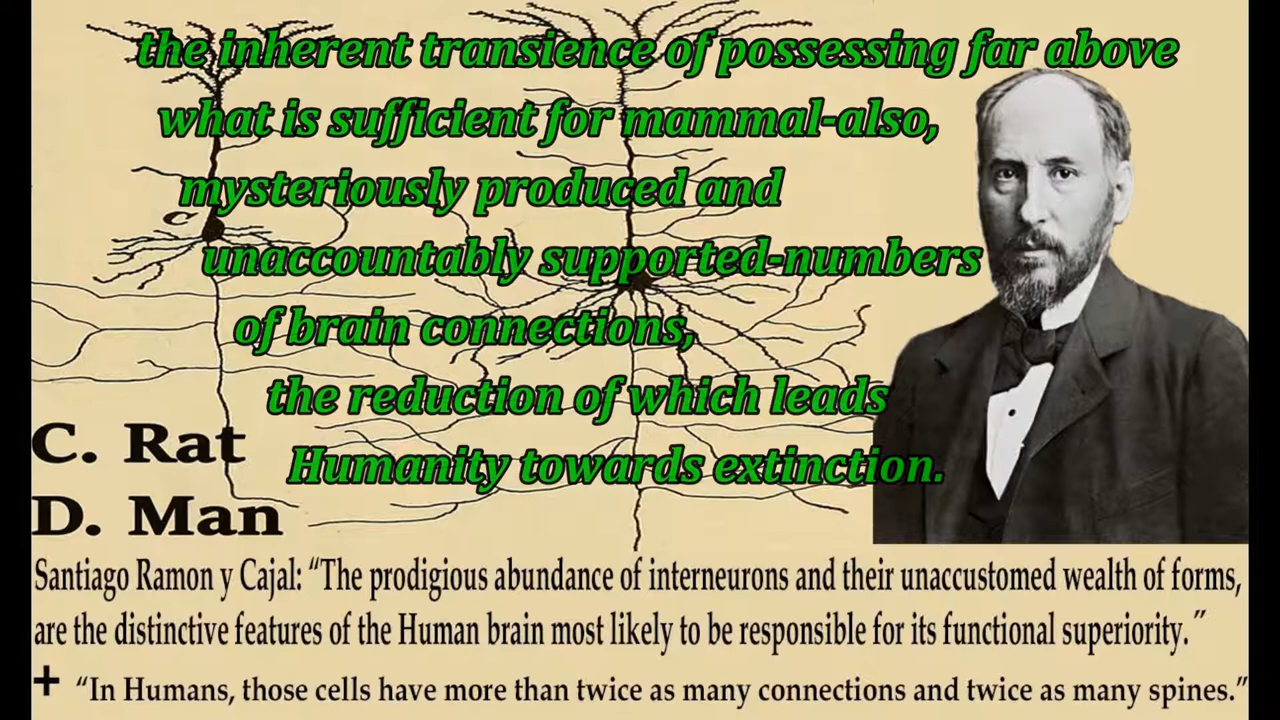 the inherent transience of possessing far above
what is sufficient for mammal-also,
mysteriously produced and
C
unaccountably supported-numbers
of brain connections,
the reduction of which leads
Humanity towards extinction.
C. Rat
D. Man
Santiago Ramon y Cajal: “The prodigious abundance of interneurons and their unaccustomed wealth of forms,
are the distinctive features of the Human brain most likely to be responsible for its functional superiority.”
+ “In Humans, those cells have more than twice as many connections and twice as many spines.”